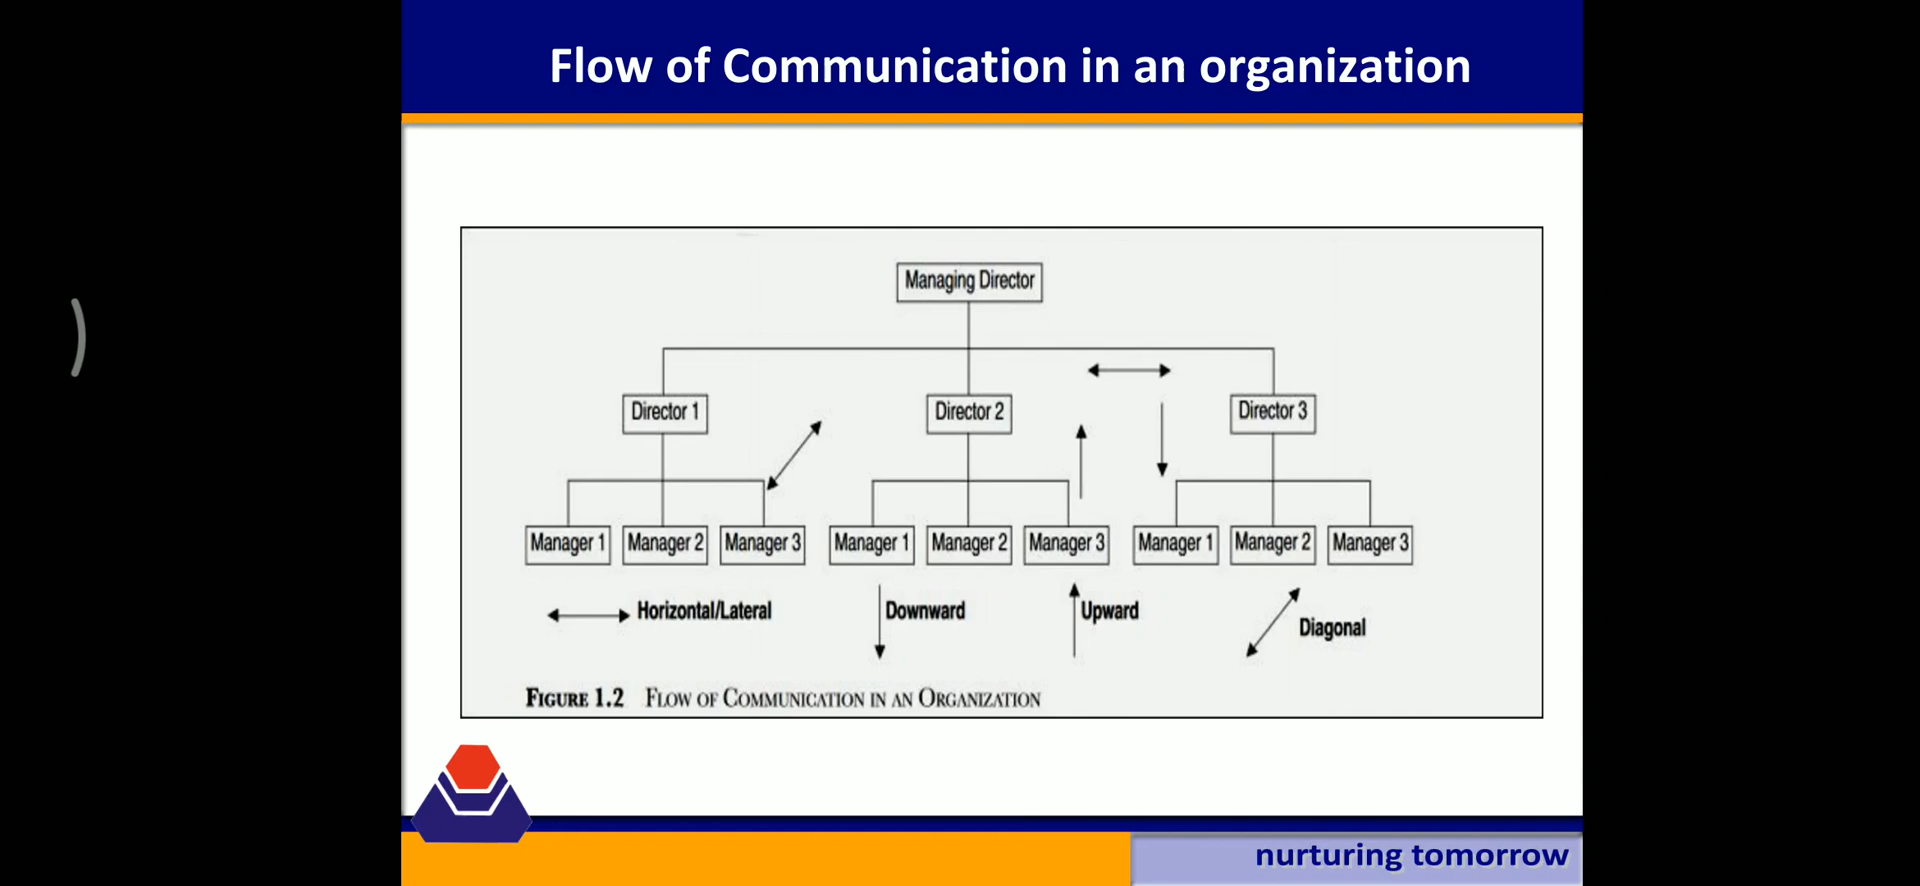 Flow of Communication in an organization
Managing Director
Director 1
Director 2
Director 3
Manager 1
Manager 2
Manager 3
Manager 1
Manager 2
Manager 3
Manager 1
Manager 2
Manager 3
Horizontal/Lateral
Downward
Upward
Diagonal
FIGURE 1.2 FLOW OF COMMUNICATION IN AN ORGANIZATION
nurturing tomorrow